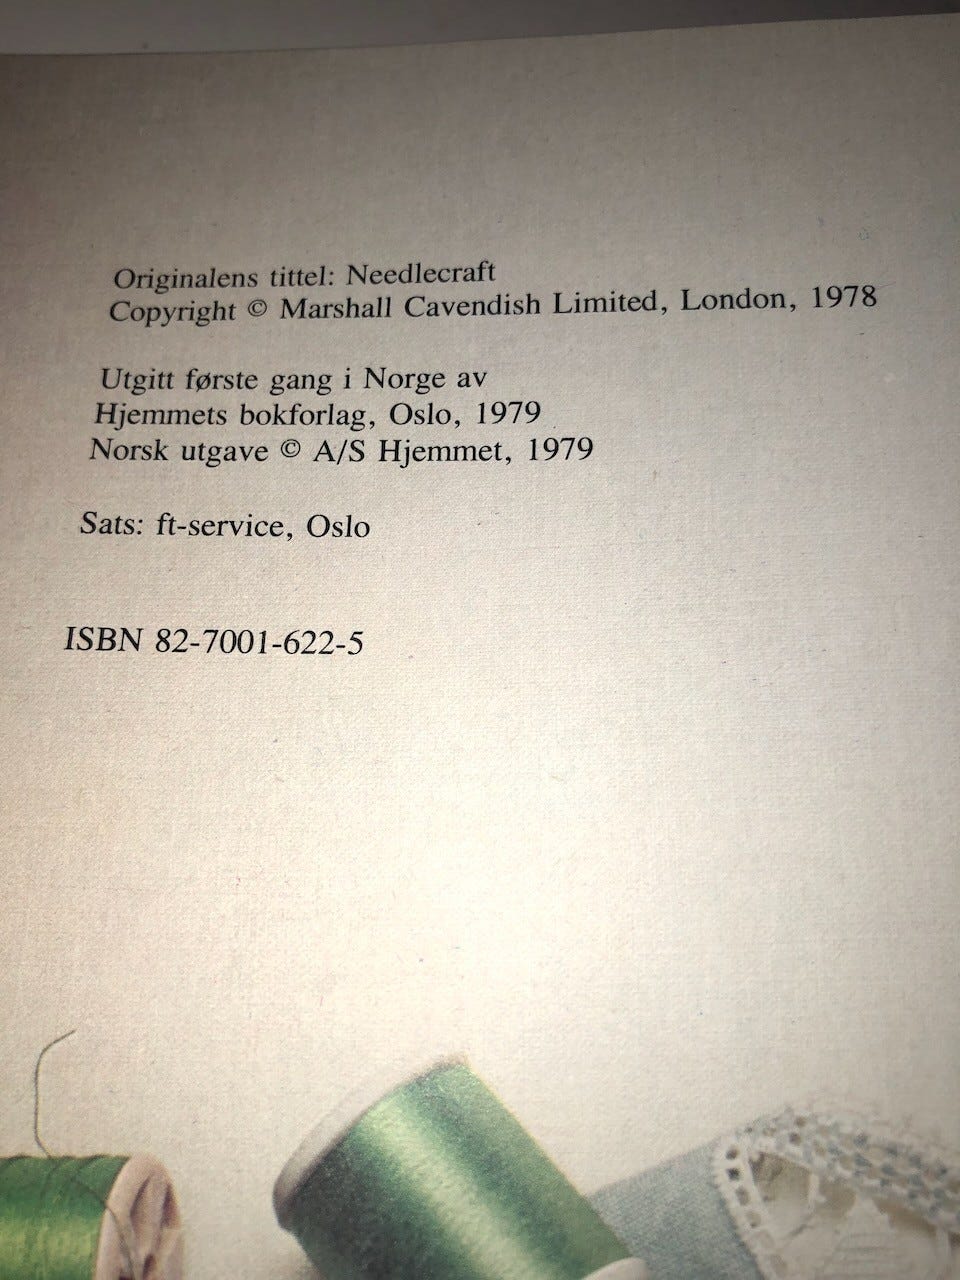 Originalens tittel: Needlecraft
Copyright © Marshall Cavendish Limited, London, 1978
Utgitt første gang i Norge av
Hjemmets bokforlag, Oslo, 1979
Norsk utgave © A/S Hjemmet, 1979
Sats: ft-service, Oslo
ISBN 82-7001-622-5